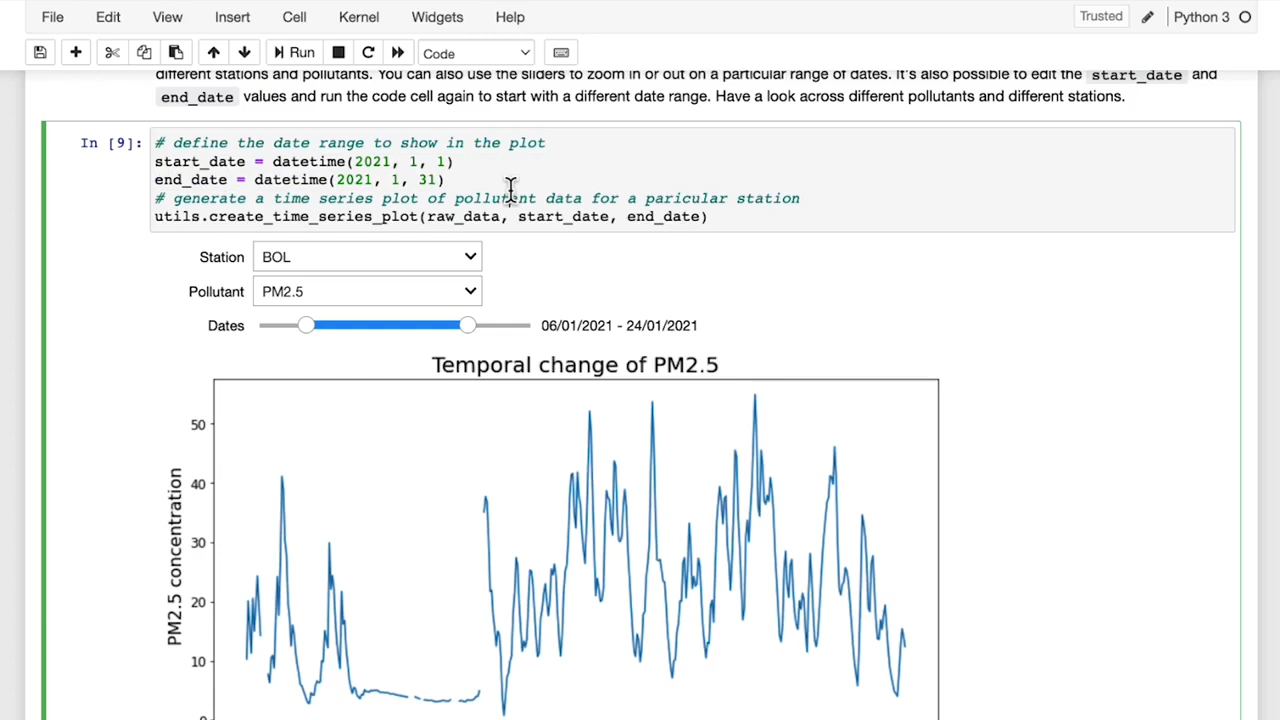 File Edit View Insert Cell Kernel Widgets Help Trusted Python 3
Run Code
different stations and pollutants. You can also use the sliders to zoom in or out on a particular range of dates. It's also possible to edit the start_date and
end_date values and run the code cell again to start with a different date range. Have a look across different pollutants and different stations.
In [9]: # define the date range to show in the plot
start_date = datetime(2021, 1, 1)
end_date = datetime(2021, 1, 31)
# generate a time series plot of pollutent data for a paricular station
utils.create_time_series_plot(raw_data, start_date, end_date)
Station BOL
Pollutant PM2.5
Dates 06/01/2021 - 24/01/2021
Temporal change of PM2.5
50
40
30
20
10
0
PM2.5 concentration